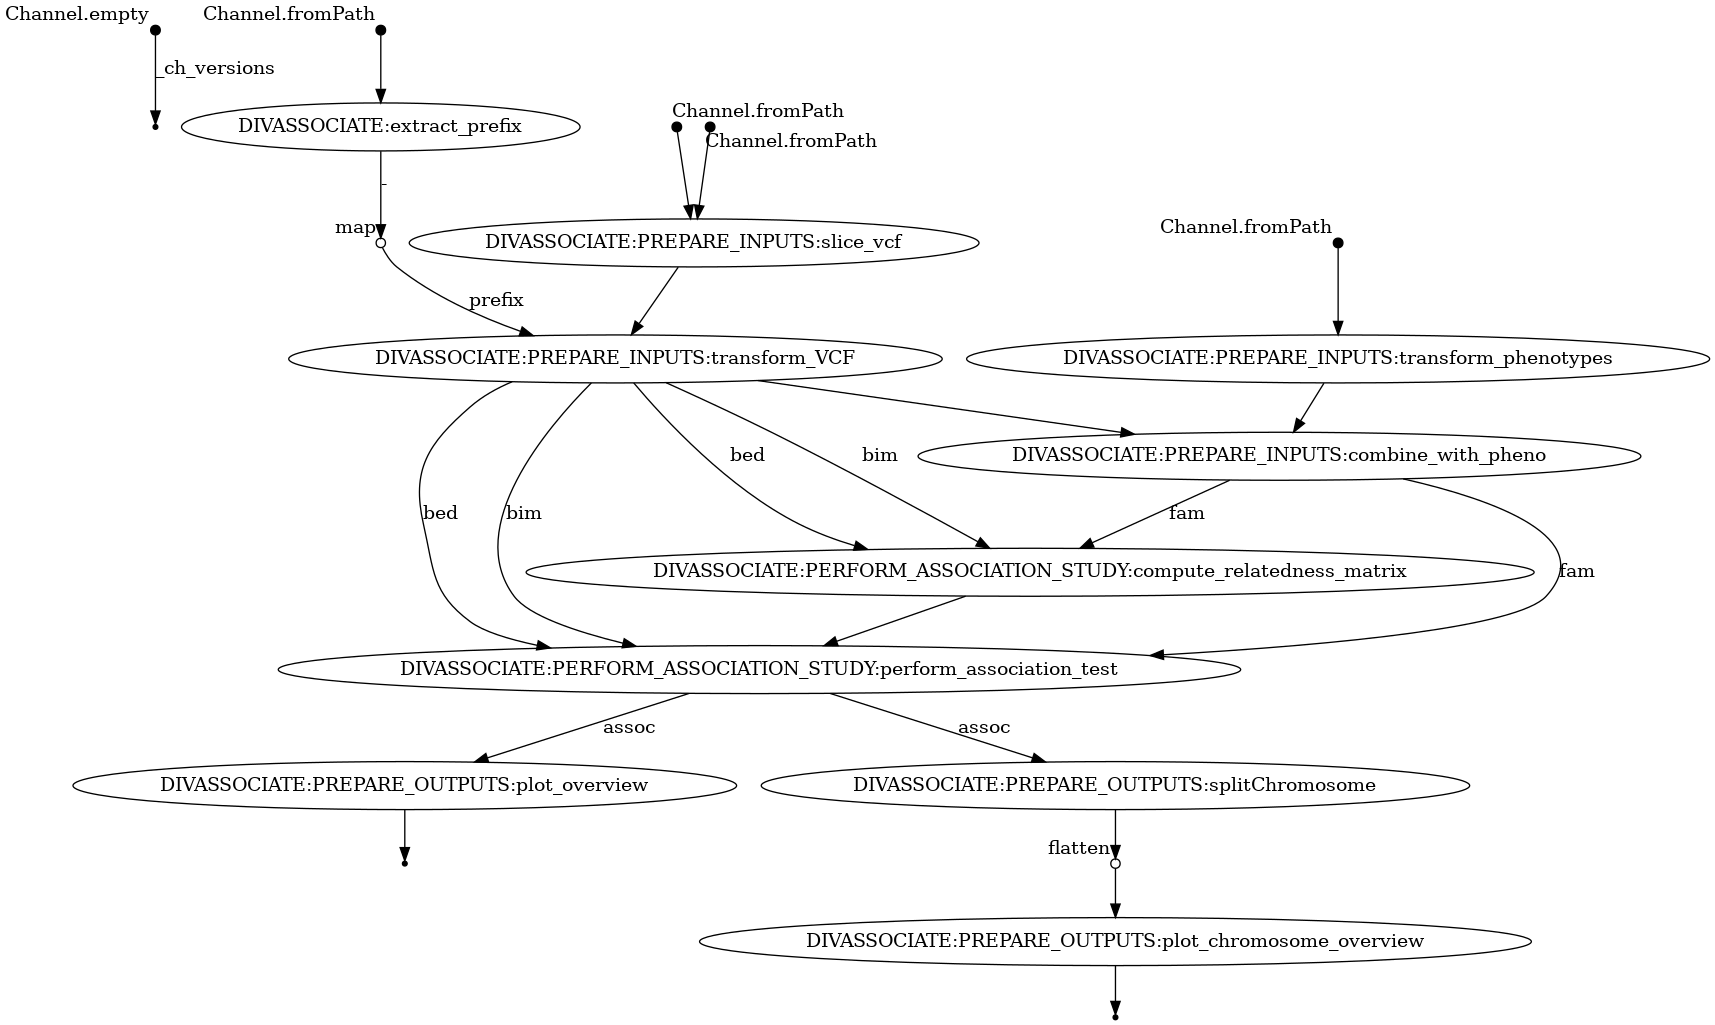 Channel.empty
Channel.fromPath
_ch_versions
Channel.fromPath
DIVASSOCIATE:extract_prefix
Channel.fromPath
-
map
Channel.fromPath
DIVASSOCIATE:PREPARE_INPUTS:slice_vcf
prefix
DIVASSOCIATE:PREPARE_INPUTS:transform_VCF
DIVASSOCIATE:PREPARE_INPUTS:transform_phenotypes
bed
bim
DIVASSOCIATE:PREPARE_INPUTS:combine_with_pheno
bed
bim
fam
DIVASSOCIATE:PERFORM_ASSOCIATION_STUDY:compute_relatedness_matrix
fam
DIVASSOCIATE:PERFORM_ASSOCIATION_STUDY:perform_association_test
assoc
assoc
DIVASSOCIATE:PREPARE_OUTPUTS:plot_overview
DIVASSOCIATE:PREPARE_OUTPUTS:splitChromosome
flatten
DIVASSOCIATE:PREPARE_OUTPUTS:plot_chromosome_overview